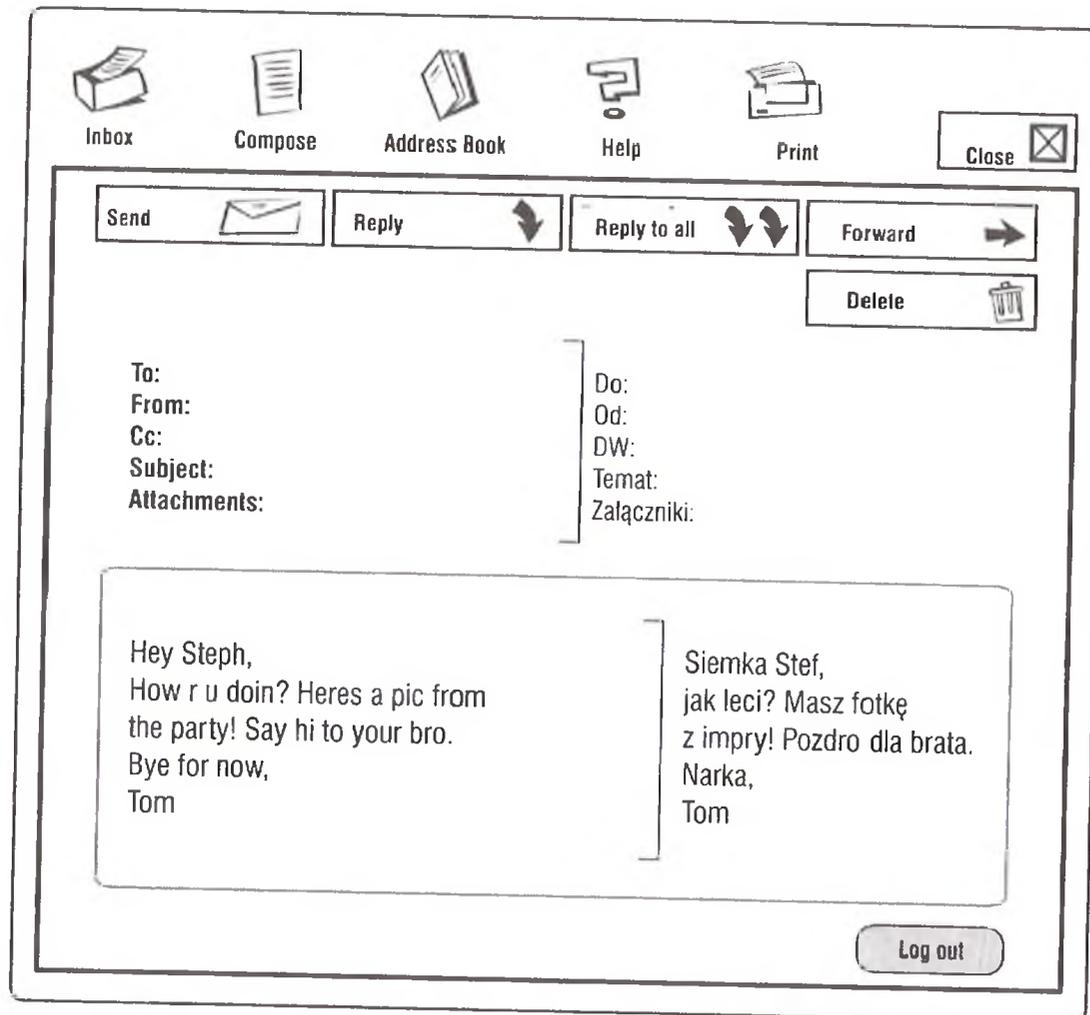 Inbox Compose Address Book Help Print Close
Send Reply Reply to all Forward
Delete
To:
From:
Cc:
Subject:
Attachments:
Do:
Od:
DW:
Temat:
Załączniki:
Hey Steph,
How r u doin? Heres a pic from
the party! Say hi to your bro.
Bye for now,
Tom
Siemka Stef,
jak leci? Masz fotkę
z impry! Pozdro dla brata.
Narka,
Tom
Log out